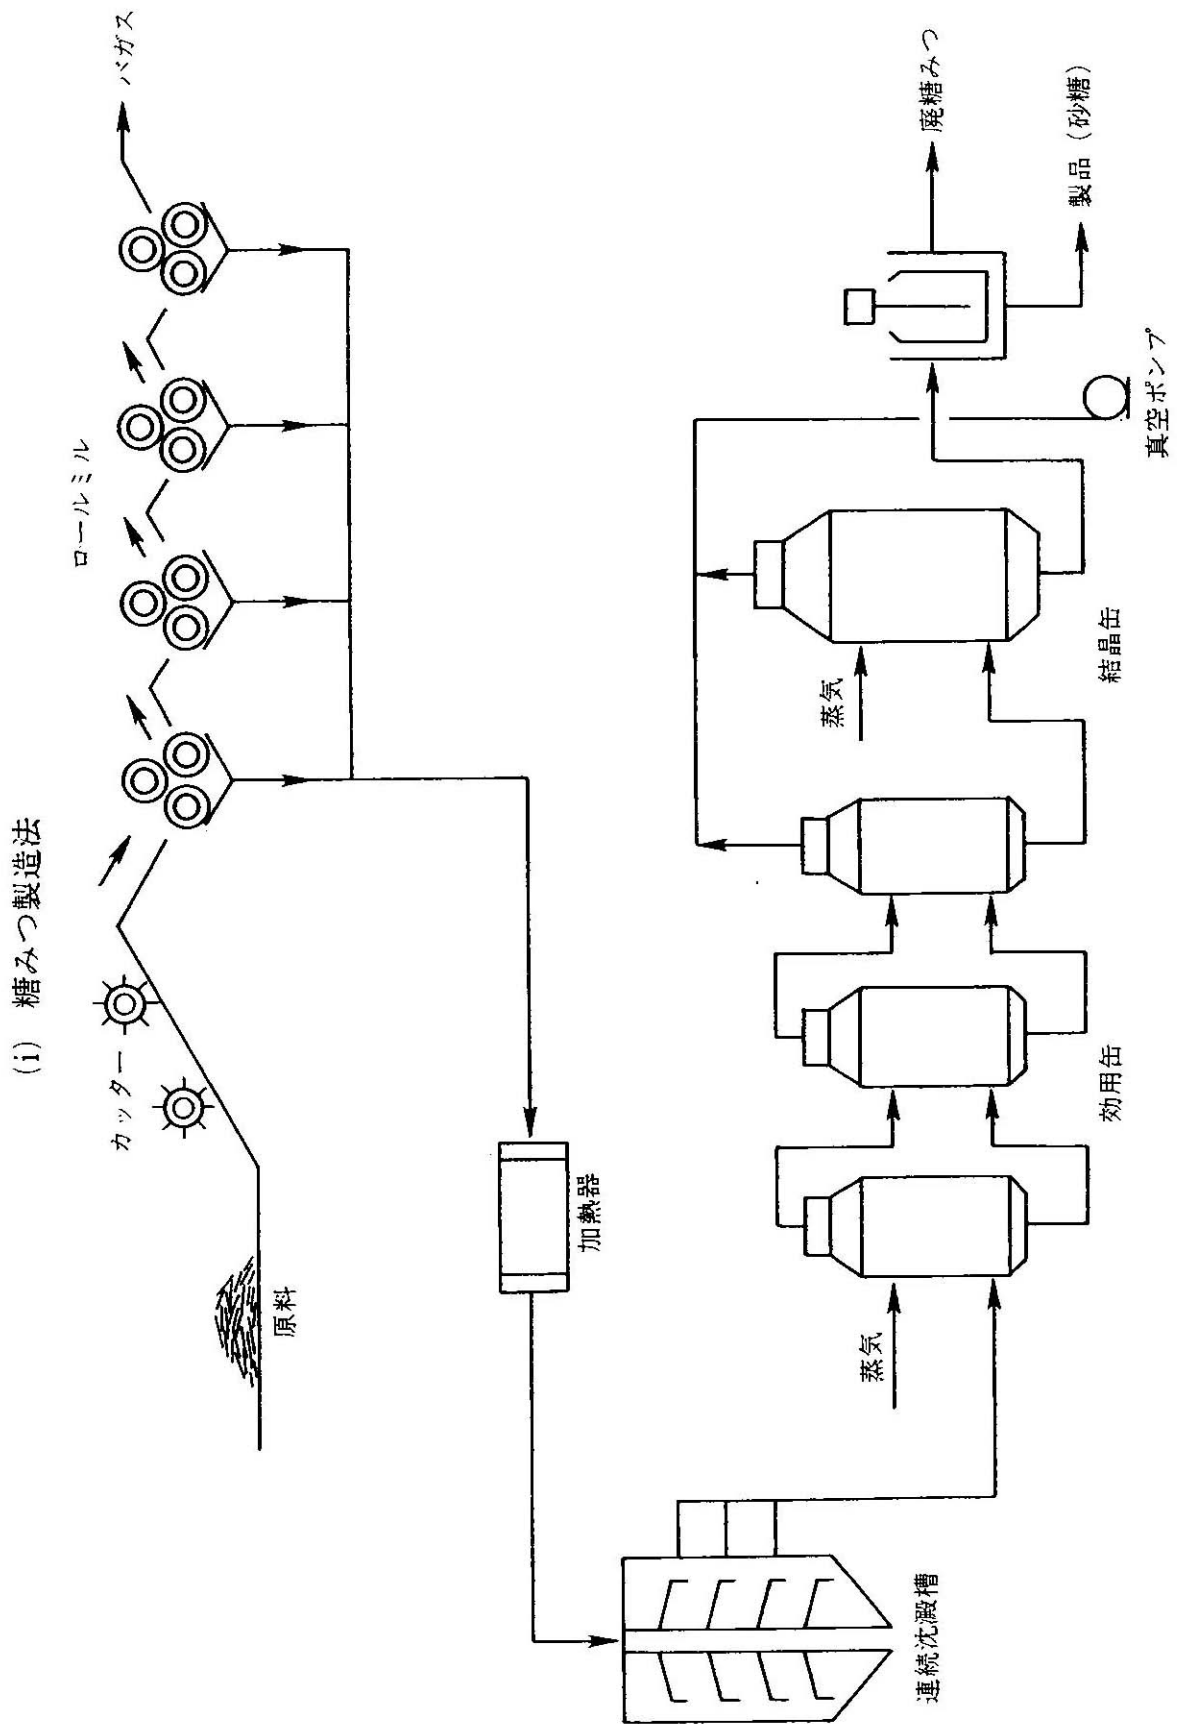 (i) 糖みつ製造法
原料
カッター
ロールミル
バガス
加熱器
連続沈澱槽
蒸気
効用缶
蒸気
結晶缶
真空ポンプ
廃糖みつ
製品(砂糖)